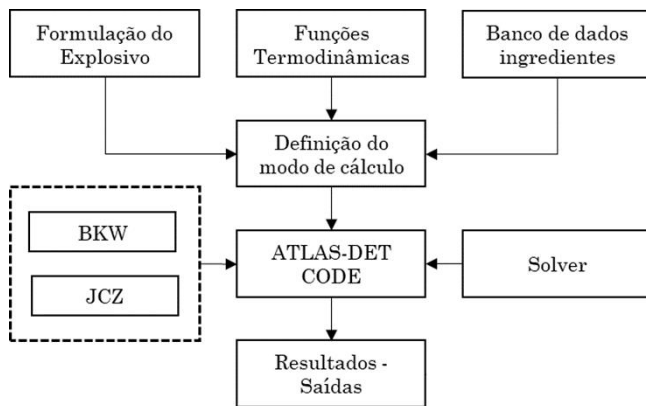 Formulação do
Explosivo
Funções
Termodinâmicas
Banco de dados
ingredientes
Definição do
modo de cálculo
BKW
JCZ
ATLAS-DET
CODE
Solver
Resultados -
Saídas